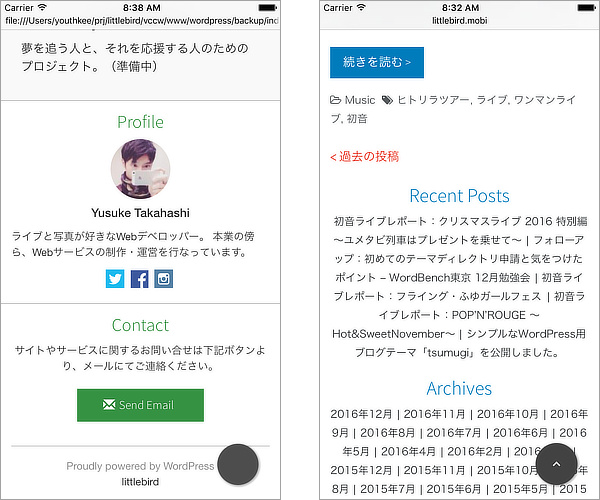 Carrier 8:38 AM
file:///Users/youthkee/prj/littlebird/vccw/www/wordpress/backup/ind
夢を追う人と、それを応援する人のための
プロジェクト。（準備中）
Profile
Yusuke Takahashi
ライブと写真が好きなWebデベロッパー。 本業の傍
ら、Webサービスの制作・運営を行なっています。
Contact
サイトやサービスに関するお問い合せは下記ボタンよ
り、メールにてご連絡ください。
Send Email
Proudly powered by WordPress
littlebird
Carrier 8:32 AM
littlebird.mobi
続きを読む >
Music ヒトリラツアー, ライブ, ワンマンライ
ブ, 初音
< 過去の投稿
Recent Posts
初音ライブレポート：クリスマスライブ 2016 特別編
〜ユメタビ列車はプレゼントを乗せて〜 | フォローア
ップ：初めてのテーマディレクトリ申請と気をつけた
ポイント – WordBench東京 12月勉強会 | 初音ライ
ブレポート：フライング・ふゆガールフェス | 初音ラ
イブレポート：POP'N'ROUGE 〜
Hot&SweetNovember〜 | シンプルなWordPress用
ブログテーマ「tsumugi」を公開しました。
Archives
2016年12月 | 2016年11月 | 2016年10月 | 2016年
9月 | 2016年8月 | 2016年7月 | 2016年6月 | 2016
年5月 | 2016年4月 | 2016年2月 | 2016年
2015年12月 | 2015年11月 | 2015年10月
年8月 | 2015年7月 | 2015年6月 | 2015年5月 | 2015